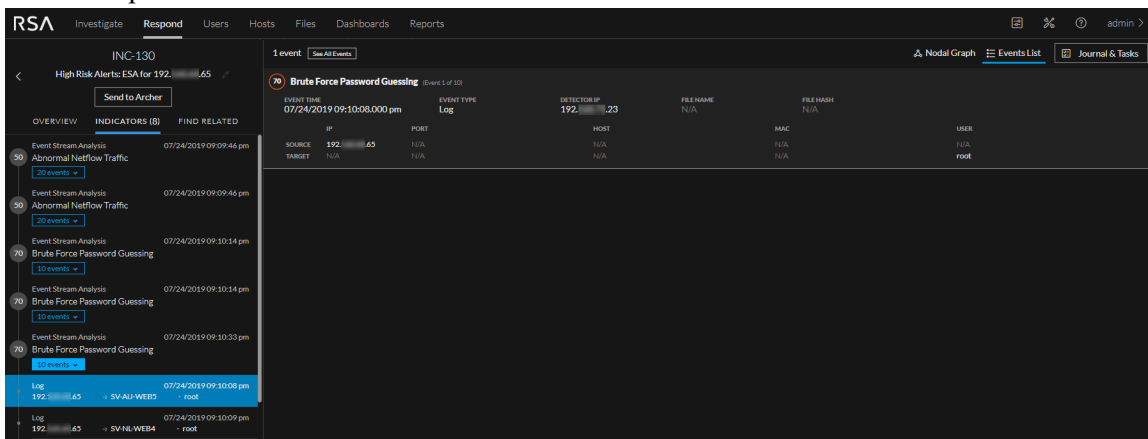 RSA Investigate Respond Users Hosts Files Dashboards Reports admin >
INC-130
High Risk Alerts: ESA for 192. .65
Send to Archer
OVERVIEW INDICATORS (8) FIND RELATED
Event Stream Analysis 07/24/2019 09:09:46 pm
50 Abnormal Netflow Traffic
20 events
Event Stream Analysis 07/24/2019 09:09:46 pm
50 Abnormal Netflow Traffic
20 events
Event Stream Analysis 07/24/2019 09:10:14 pm
70 Brute Force Password Guessing
10 events
Event Stream Analysis 07/24/2019 09:10:14 pm
70 Brute Force Password Guessing
10 events
Event Stream Analysis 07/24/2019 09:10:33 pm
70 Brute Force Password Guessing
10 events
Log 07/24/2019 09:10:08 pm
192. .65 → SV-AU-WEB5 · root
Log 07/24/2019 09:10:09 pm
192. .65 → SV-NL-WEB4 · root
1 event See All Events Nodal Graph Events List Journal & Tasks
70 Brute Force Password Guessing (Event 1 of 10)
EVENT TIME EVENT TYPE DETECTOR IP FILE NAME FILE HASH
07/24/2019 09:10:08.000 pm Log 192. .23 N/A N/A
IP PORT HOST MAC USER
SOURCE 192. .65 N/A N/A N/A N/A
TARGET N/A N/A N/A N/A root